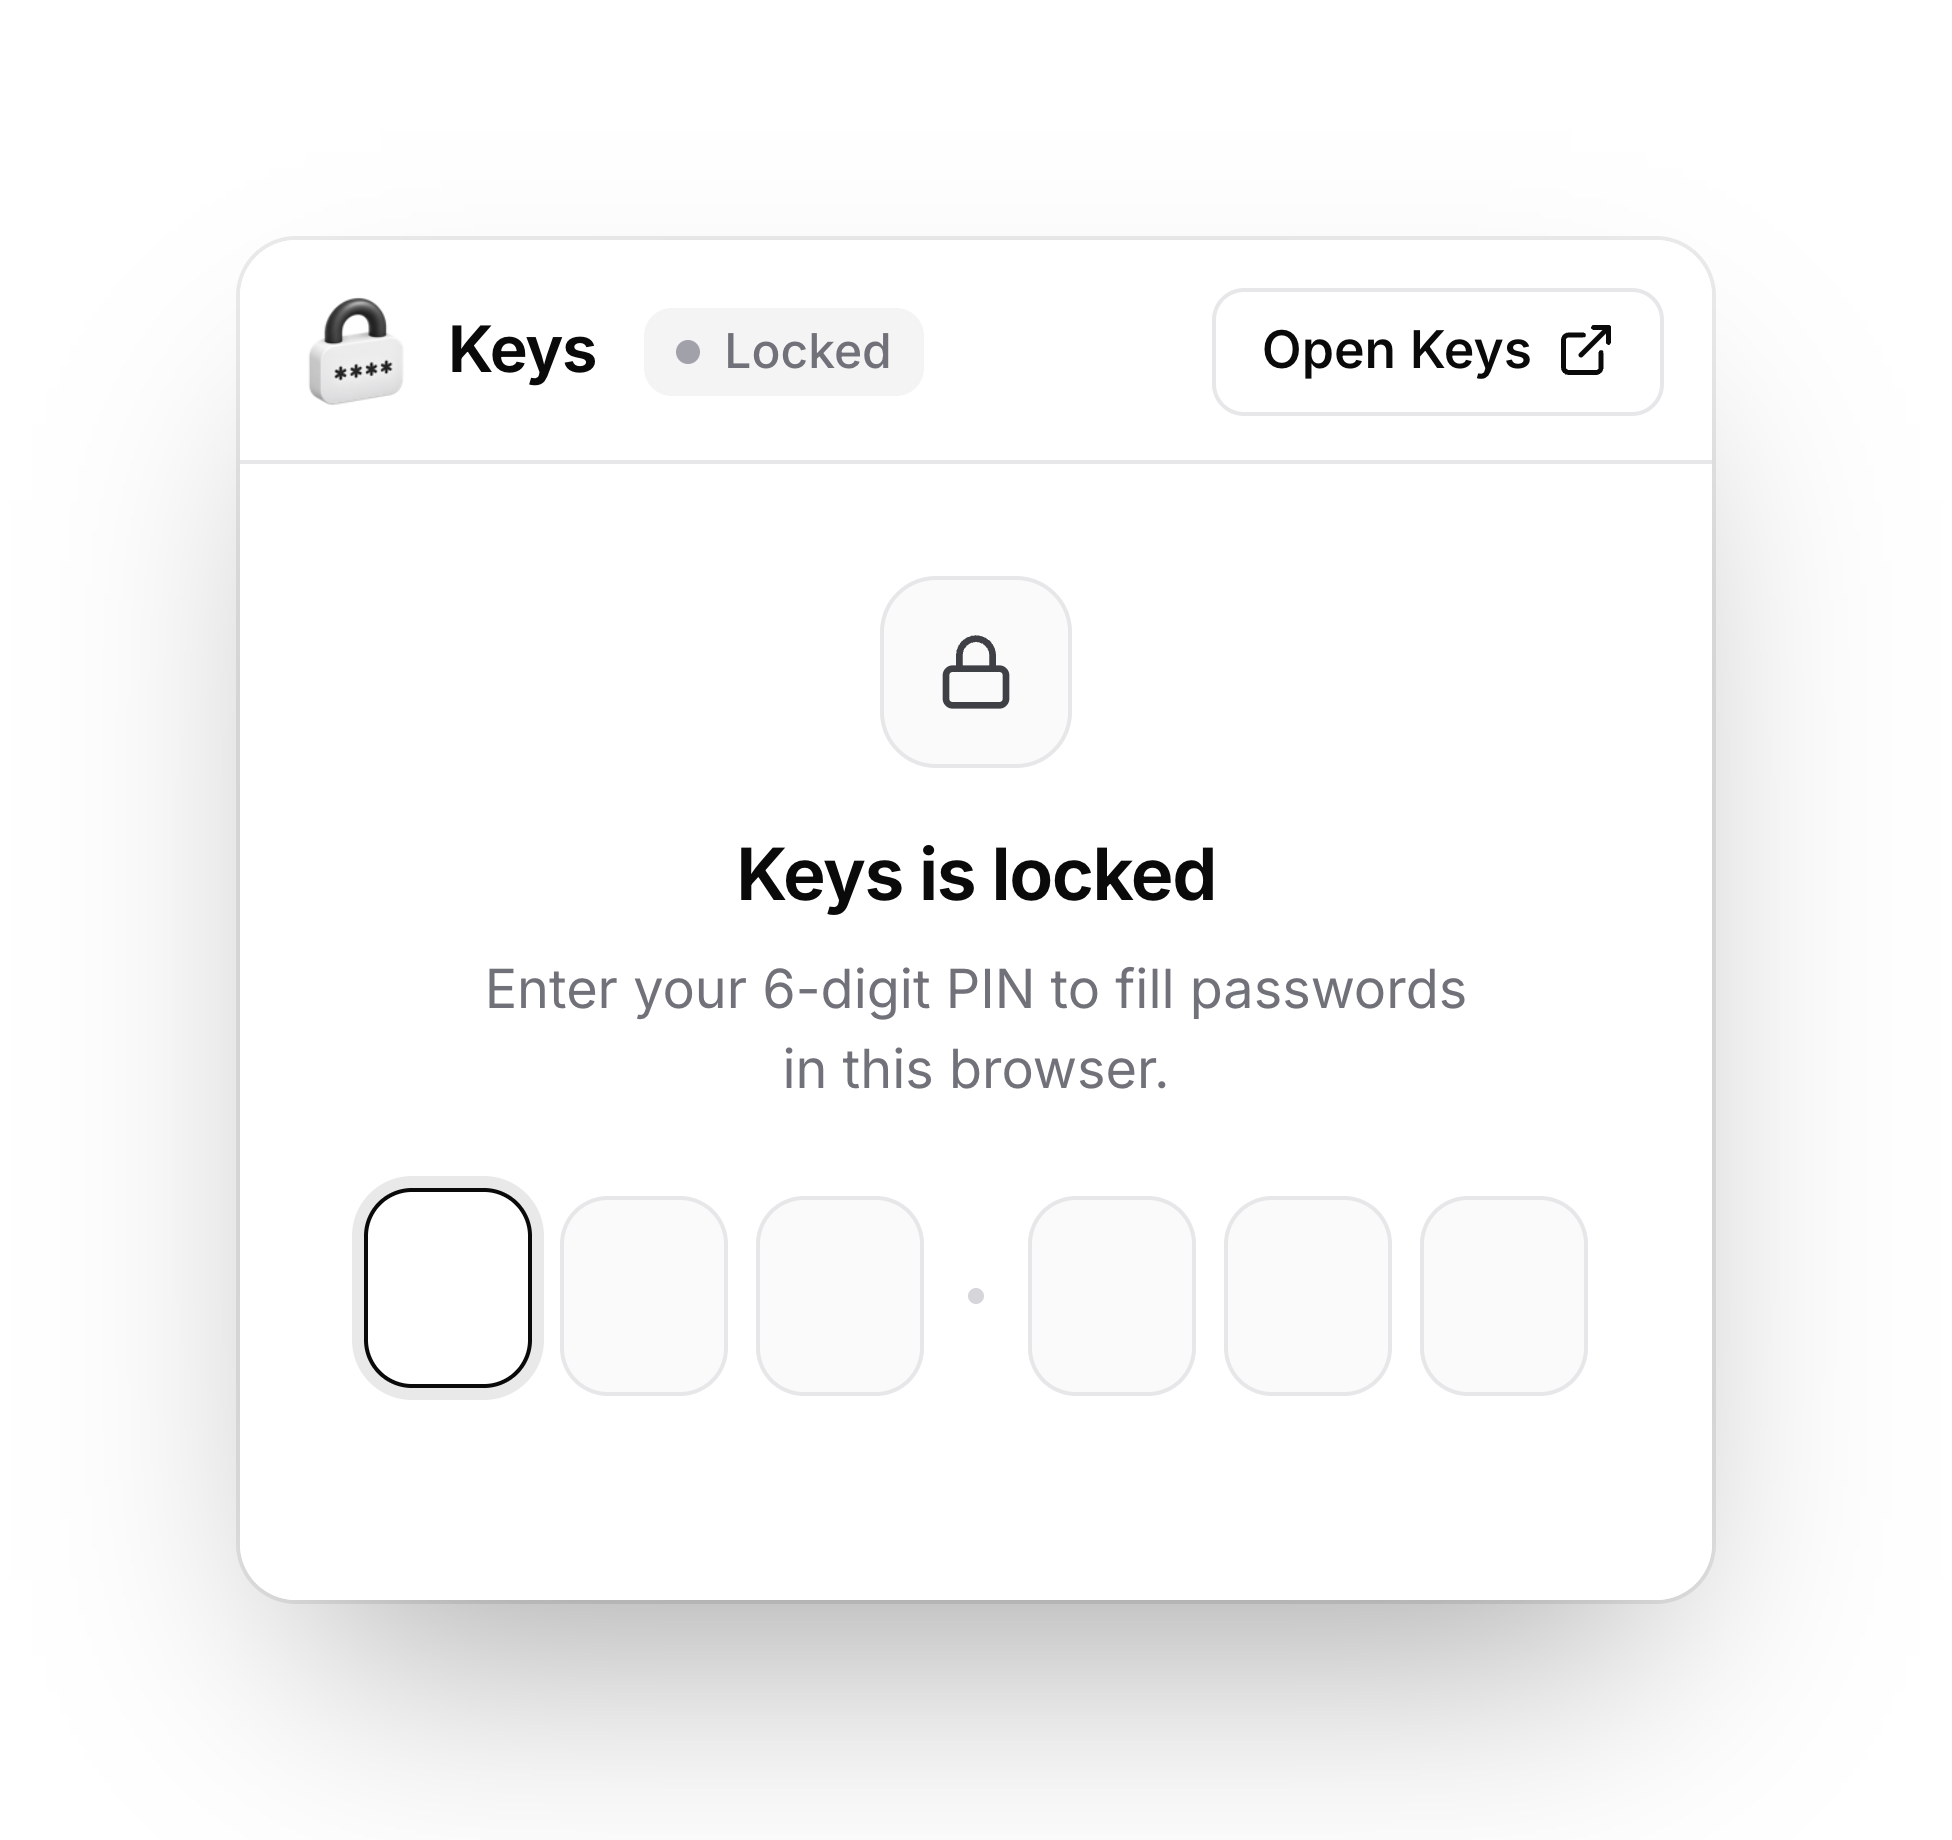 ****
Keys
Locked
Open Keys
Keys is locked
Enter your 6-digit PIN to fill passwords
in this browser.